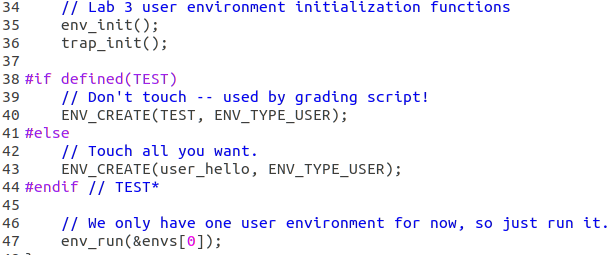 34 // Lab 3 user environment initialization functions
35 env_init();
36 trap_init();
37
38 #if defined(TEST)
39 // Don't touch -- used by grading script!
40 ENV_CREATE(TEST, ENV_TYPE_USER);
41 #else
42 // Touch all you want.
43 ENV_CREATE(user_hello, ENV_TYPE_USER);
44 #endif // TEST*
45
46 // We only have one user environment for now, so just run it.
47 env_run(&envs[0]);